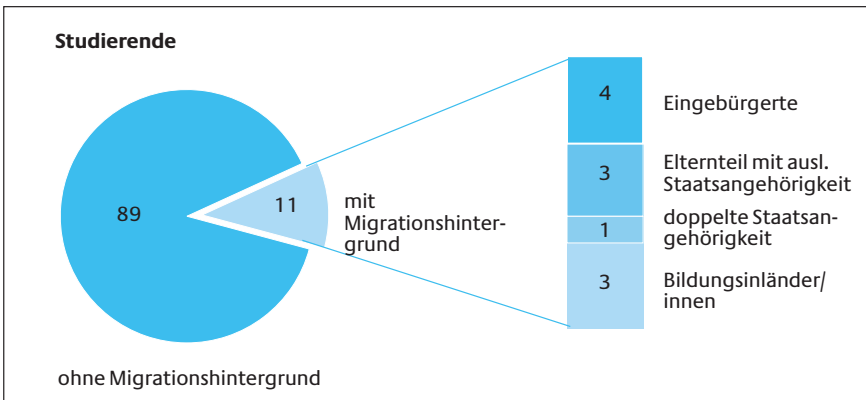 Studierende
89
11
mit
Migrationshinter-
grund
ohne Migrationshintergrund
4
Eingebürgerte
3
Elternteil mit ausl.
Staatsangehörigkeit
1
doppelte Staatsan-
gehörigkeit
3
Bildungsinländer/
innen